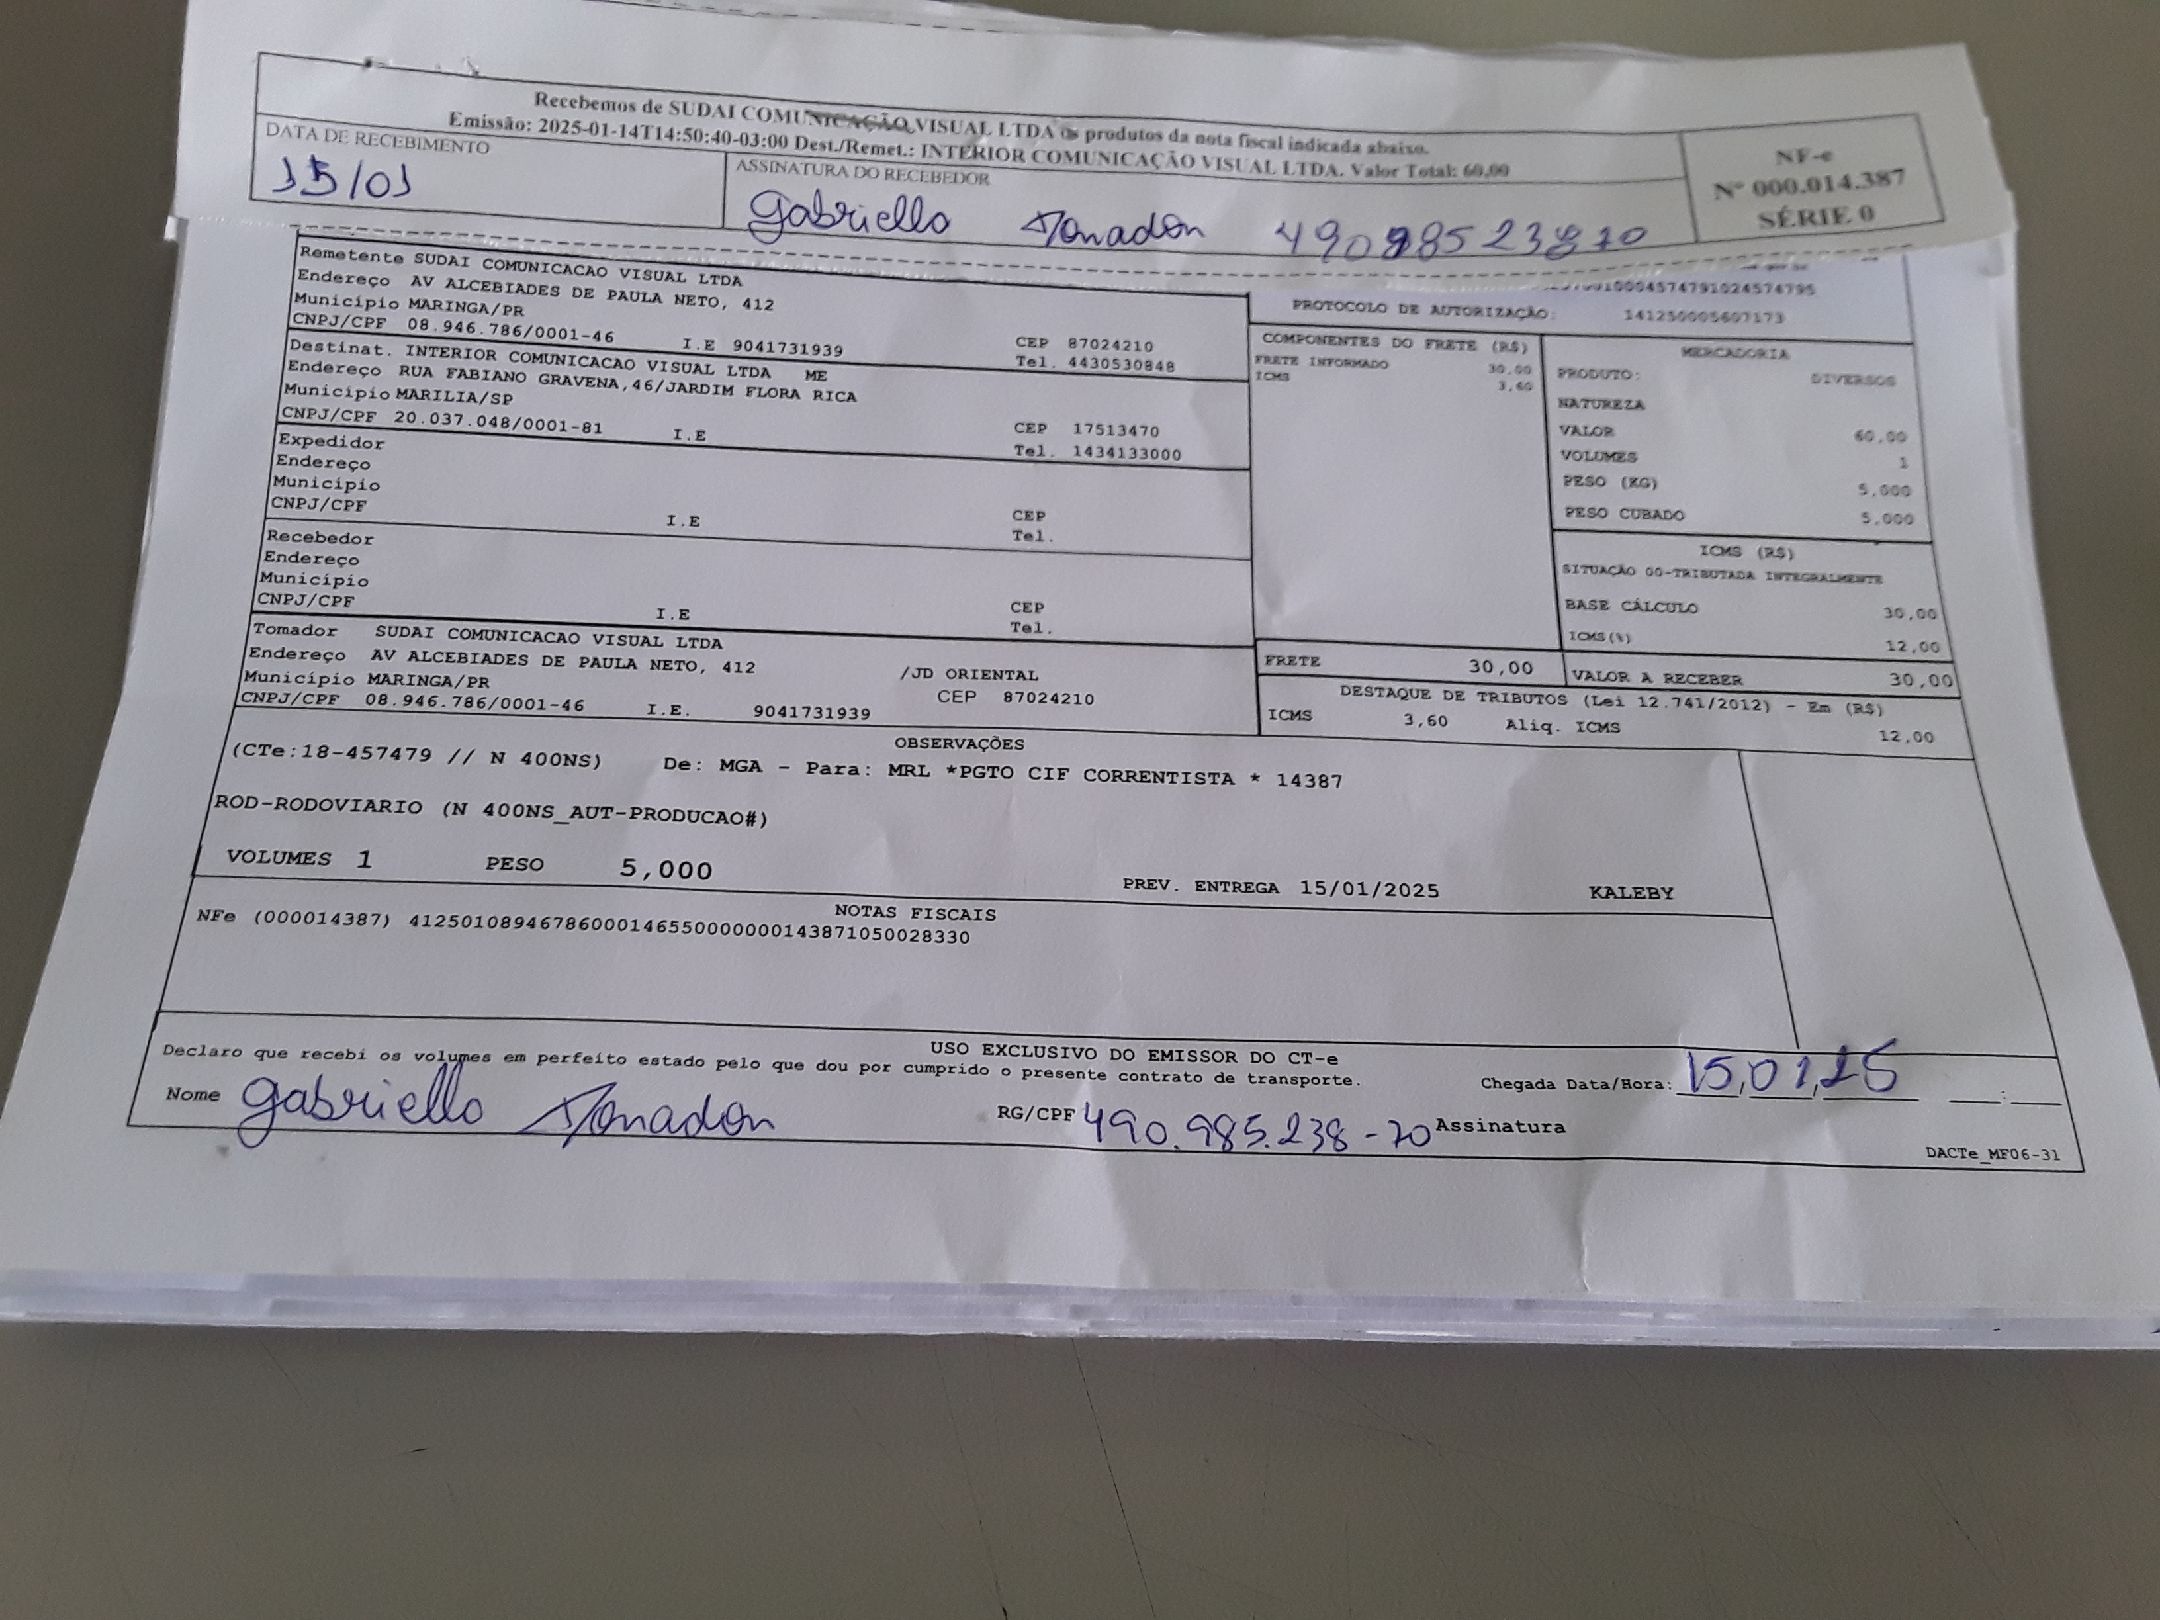 Recebemos de SUDAI COMUNICAÇÃO VISUAL LTDA os produtos da nota fiscal indicada abaixo.
Emissão: 2025-01-14T14:50:40-03:00 Dest./Remet.: INTERIOR COMUNICAÇÃO VISUAL LTDA. Valor Total: 60,00
DATA DE RECEBIMENTO
15/01
ASSINATURA DO RECEBEDOR
Gabriello Donadon 49098523870
NF-e
Nº 000.014.387
SÉRIE 0
Remetente SUDAI COMUNICACAO VISUAL LTDA
Endereço AV ALCEBIADES DE PAULA NETO, 412
Município MARINGA/PR CEP 87024210
CNPJ/CPF 08.946.786/0001-46 I.E 9041731939 Tel. 4430530848
Destinat. INTERIOR COMUNICACAO VISUAL LTDA ME
Endereço RUA FABIANO GRAVENA,46/JARDIM FLORA RICA
Município MARILIA/SP CEP 17513470
CNPJ/CPF 20.037.048/0001-81 I.E Tel. 1434133000
Expedidor
Endereço
Município CEP
CNPJ/CPF I.E Tel.
Recebedor
Endereço
Município CEP
CNPJ/CPF I.E Tel.
Tomador SUDAI COMUNICACAO VISUAL LTDA
Endereço AV ALCEBIADES DE PAULA NETO, 412 /JD ORIENTAL
Município MARINGA/PR CEP 87024210
CNPJ/CPF 08.946.786/0001-46 I.E. 9041731939
PROTOCOLO DE AUTORIZAÇÃO: 141250005607173
COMPONENTES DO FRETE (R$)
FRETE INFORMADO 30,00
ICMS 3,60
MERCADORIA
PRODUTO: DIVERSOS
NATUREZA
VALOR 60,00
VOLUMES 1
PESO (KG) 5,000
PESO CUBADO 5,000
ICMS (R$)
SITUAÇÃO 00-TRIBUTADA INTEGRALMENTE
BASE CÁLCULO 30,00
ICMS(%) 12,00
FRETE 30,00 VALOR A RECEBER 30,00
DESTAQUE DE TRIBUTOS (Lei 12.741/2012) - Em (R$)
ICMS 3,60 Aliq. ICMS 12,00
OBSERVAÇÕES
(CTe:18-457479 // N 400NS) De: MGA - Para: MRL *PGTO CIF CORRENTISTA * 14387
ROD-RODOVIARIO (N 400NS_AUT-PRODUCAO#)
VOLUMES 1 PESO 5,000 PREV. ENTREGA 15/01/2025 KALEBY
NOTAS FISCAIS
NFe (000014387) 41250108946786000146550000000143871050028330
USO EXCLUSIVO DO EMISSOR DO CT-e
Declaro que recebi os volumes em perfeito estado pelo que dou por cumprido o presente contrato de transporte.
Chegada Data/Hora: 15,01,25 __:__
Nome Gabriello Donadon RG/CPF 490.985.238-70 Assinatura
DACTe_MF06-31